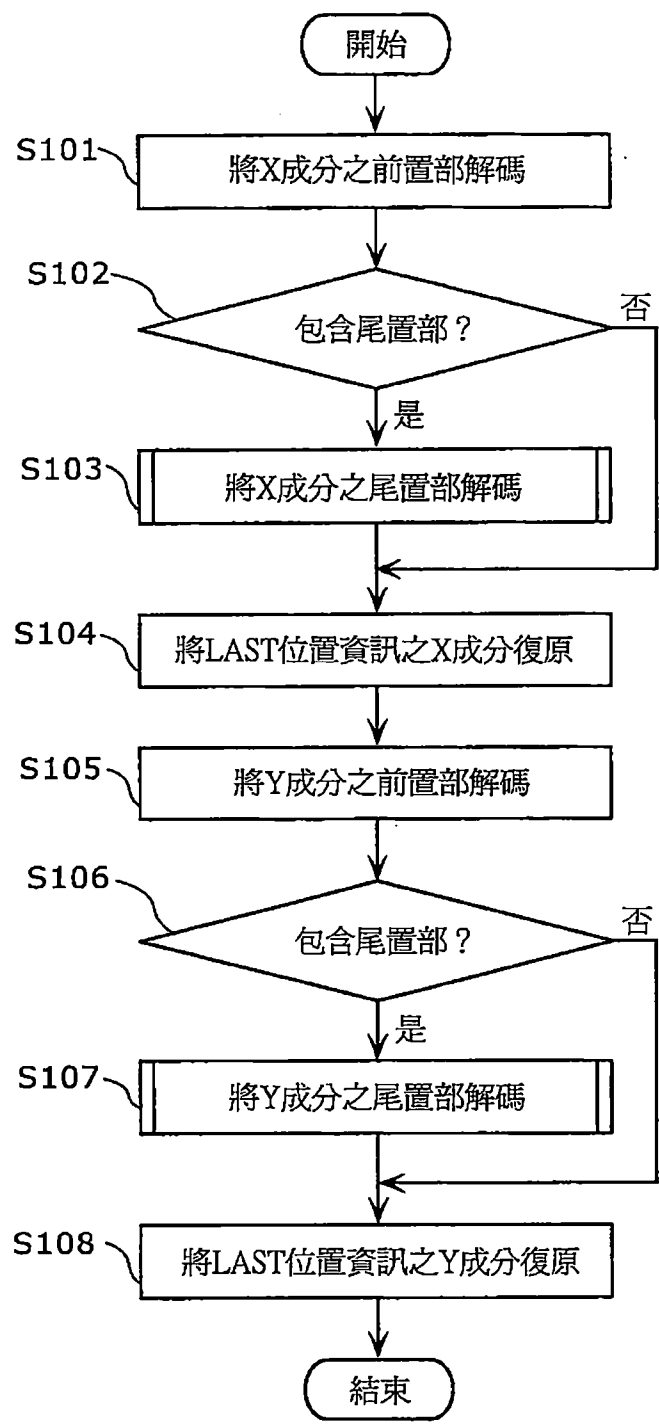 開始
S101
將X成分之前置部解碼
S102
包含尾置部？
否
是
S103
將X成分之尾置部解碼
S104
將LAST位置資訊之X成分復原
S105
將Y成分之前置部解碼
S106
包含尾置部？
否
是
S107
將Y成分之尾置部解碼
S108
將LAST位置資訊之Y成分復原
結束